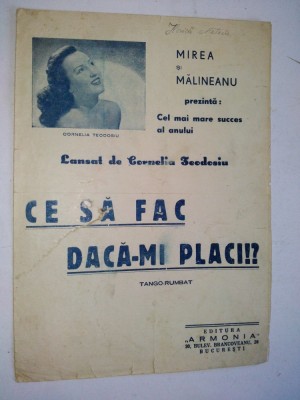 MIREA
ȘI
MĂLINEANU
prezintă:
Cel mai mare succes
al anului
CORNELIA TEODOSIU
Lansat de Cornelia Teodosiu
CE SĂ FAC
DACĂ-MI PLACI!?
TANGO-RUMBAT
EDITURA
„ARMONIA”
BUCUREȘTI